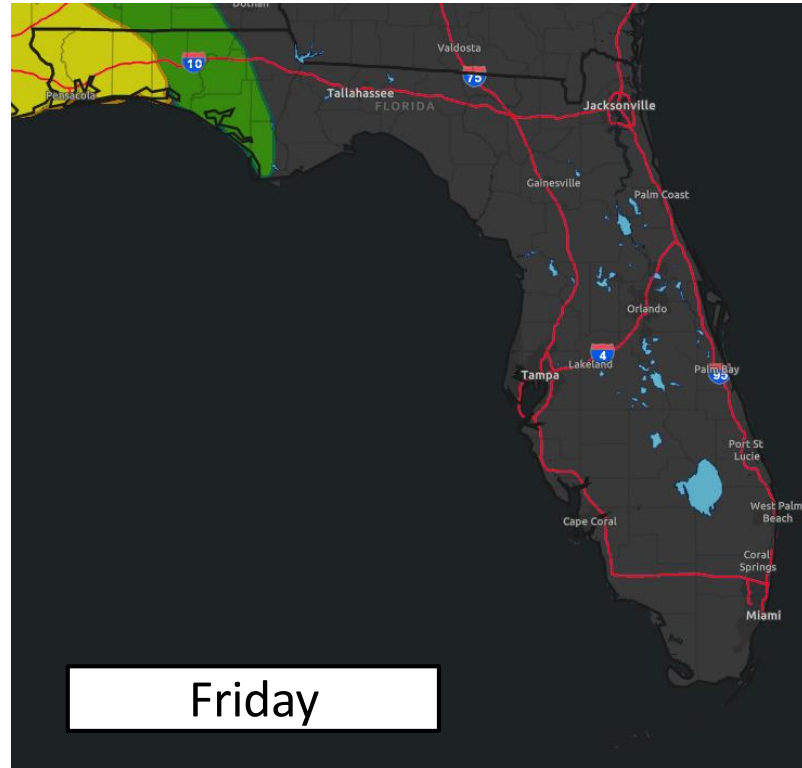 Dothan
Valdosta
10
75
Pensacola
Tallahassee
FLORIDA
Jacksonville
Gainesville
Palm Coast
Orlando
4
Lakeland
Tampa
Palm Bay
95
Port St
Lucie
Cape Coral
West Palm
Beach
Coral
Springs
Miami
Friday